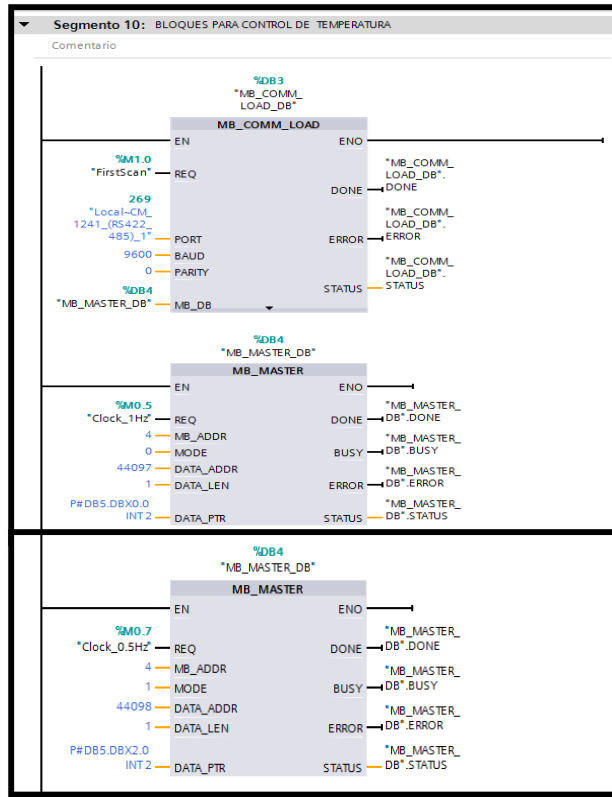 Segmento 10: BLOQUES PARA CONTROL DE TEMPERATURA
Comentario
%DB3
"MB_COMM_
LOAD_DB"
MB_COMM_LOAD
EN ENO
%M1.0
"FirstScan" REQ
"MB_COMM_
LOAD_DB".
DONE DONE
269
"Local~CM_
1241_(RS422_
485)_1" PORT
"MB_COMM_
LOAD_DB".
ERROR ERROR
9600 BAUD
0 PARITY
"MB_COMM_
LOAD_DB".
STATUS STATUS
%DB4
"MB_MASTER_DB" MB_DB
%DB4
"MB_MASTER_DB"
MB_MASTER
EN ENO
%M0.5
"Clock_1Hz" REQ
"MB_MASTER_
DONE DB".DONE
4 MB_ADDR
"MB_MASTER_
0 MODE BUSY DB".BUSY
44097 DATA_ADDR
"MB_MASTER_
1 DATA_LEN ERROR DB".ERROR
P#DB5.DBX0.0
"MB_MASTER_
INT 2 DATA_PTR STATUS DB".STATUS
%DB4
"MB_MASTER_DB"
MB_MASTER
EN ENO
%M0.7
"MB_MASTER_
"Clock_0.5Hz" REQ DONE DB".DONE
4 MB_ADDR
"MB_MASTER_
1 MODE BUSY DB".BUSY
44098 DATA_ADDR
"MB_MASTER_
1 DATA_LEN ERROR DB".ERROR
P#DB5.DBX2.0
"MB_MASTER_
INT 2 DATA_PTR STATUS DB".STATUS